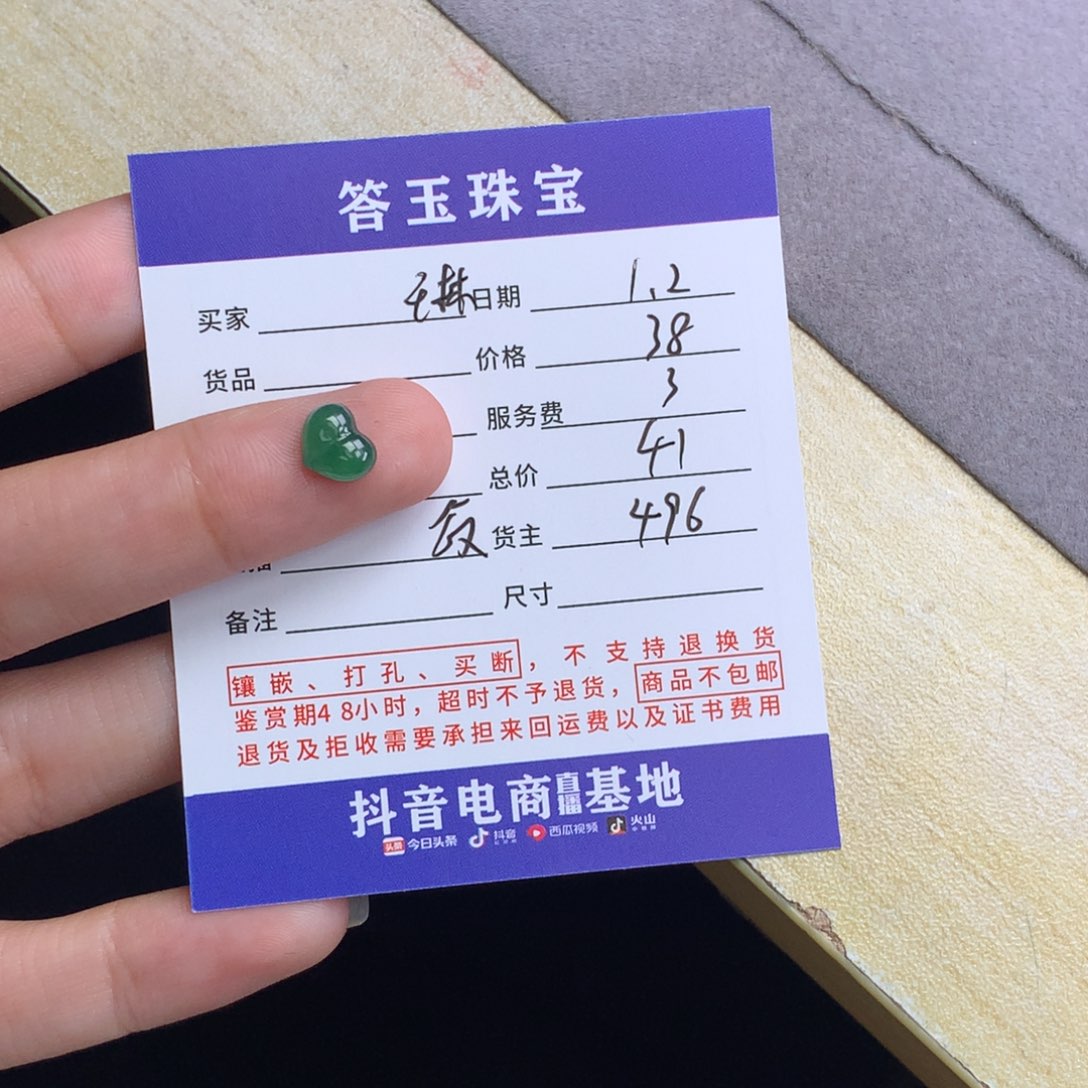 答玉珠宝
买家 日期 1.2
货品 价格 38
服务费 3
总价 41
货主 496
备注 尺寸
镶嵌、打孔、买断，不支持退换货
鉴赏期48小时，超时不予退货，商品不包邮
退货及拒收需要承担来回运费以及证书费用
抖音电商直播基地
头条 今日头条 抖音 西瓜视频 火山